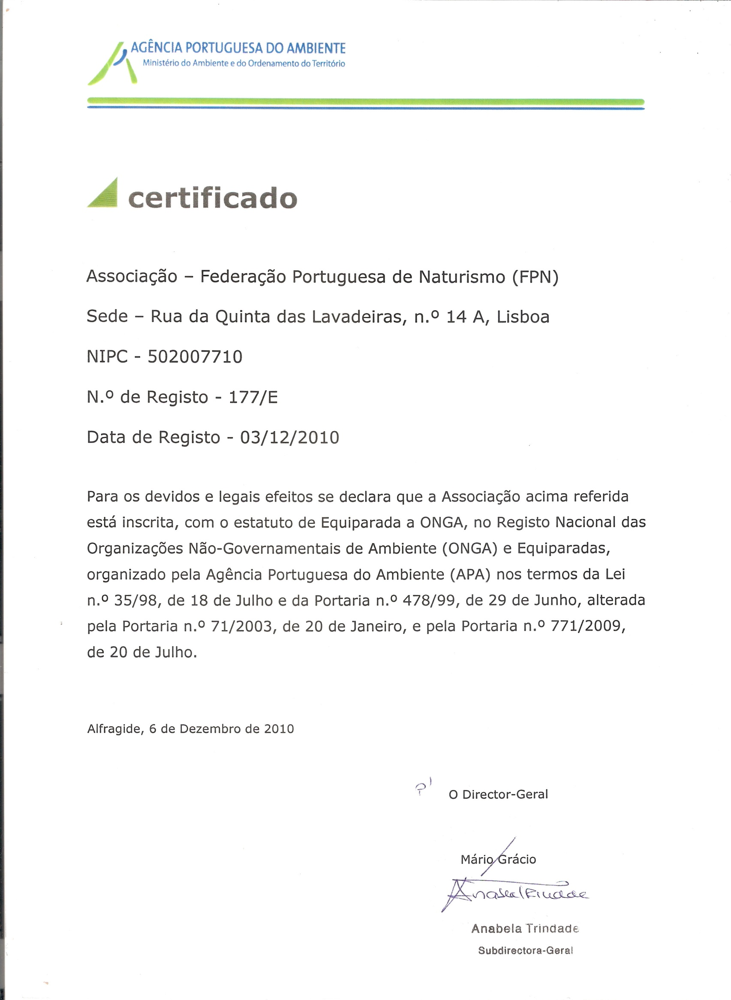 AGÊNCIA PORTUGUESA DO AMBIENTE
Ministério do Ambiente e do Ordenamento do Território
certificado
Associação – Federação Portuguesa de Naturismo (FPN)
Sede – Rua da Quinta das Lavadeiras, n.º 14 A, Lisboa
NIPC - 502007710
N.º de Registo - 177/E
Data de Registo - 03/12/2010
Para os devidos e legais efeitos se declara que a Associação acima referida
está inscrita, com o estatuto de Equiparada a ONGA, no Registo Nacional das
Organizações Não-Governamentais de Ambiente (ONGA) e Equiparadas,
organizado pela Agência Portuguesa do Ambiente (APA) nos termos da Lei
n.º 35/98, de 18 de Julho e da Portaria n.º 478/99, de 29 de Junho, alterada
pela Portaria n.º 71/2003, de 20 de Janeiro, e pela Portaria n.º 771/2009,
de 20 de Julho.
Alfragide, 6 de Dezembro de 2010
O Director-Geral
Mário Grácio
Anabela Trindade
Anabela Trindade
Subdirectora-Geral